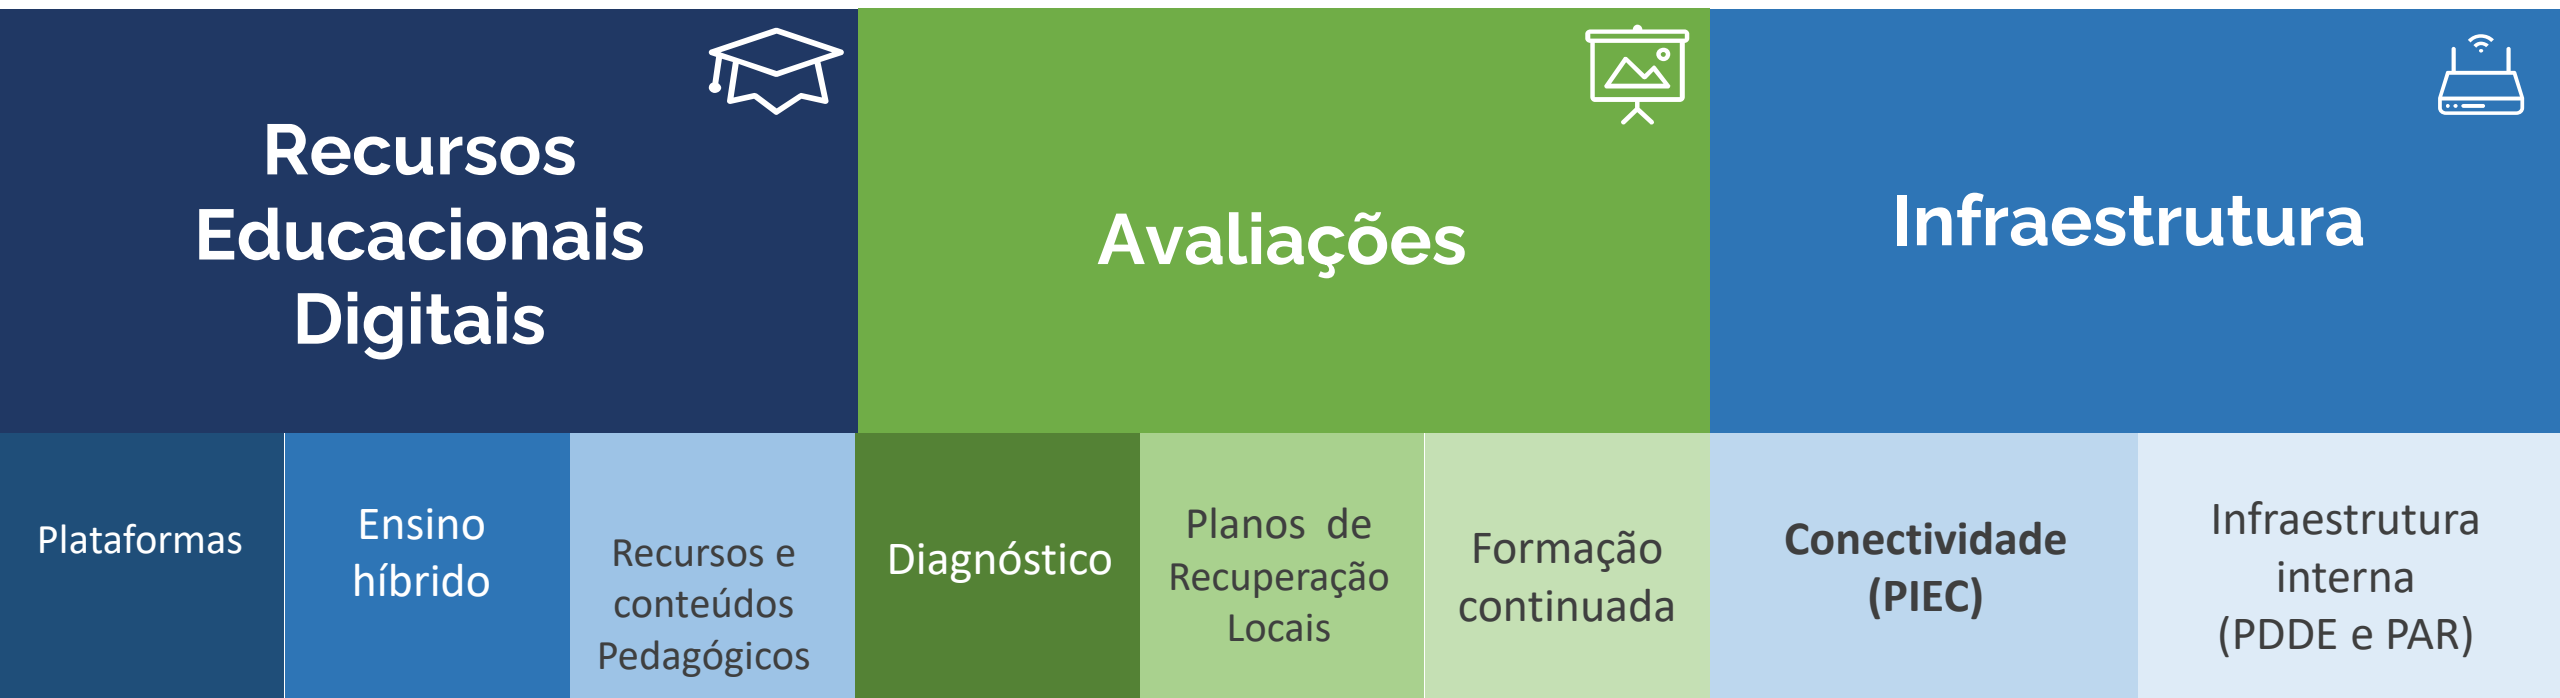 Recursos
Educacionais
Digitais
Avaliações
Infraestrutura
Plataformas
Ensino
híbrido
Recursos e
conteúdos
Pedagógicos
Diagnóstico
Planos de
Recuperação
Locais
Formação
continuada
Conectividade
(PIEC)
Infraestrutura
interna
(PDDE e PAR)